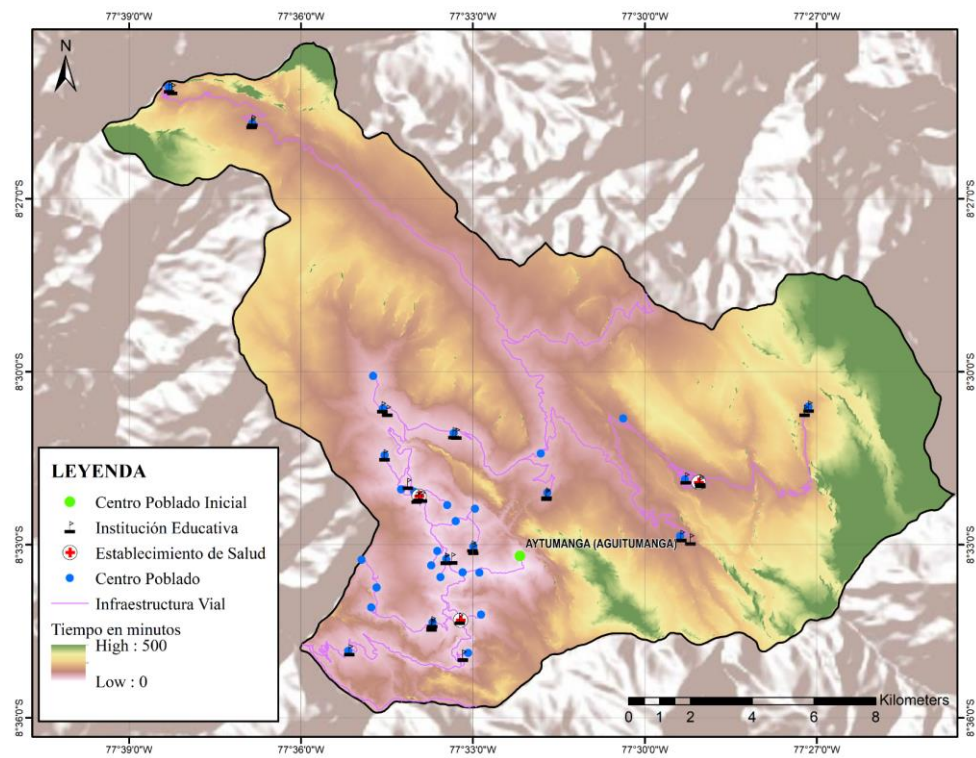 77°39'0"W 77°36'0"W 77°33'0"W 77°30'0"W 77°27'0"W
N
8°27'0"S 8°27'0"S
8°30'0"S 8°30'0"S
8°33'0"S 8°33'0"S
8°36'0"S 8°36'0"S
AYTUMANGA (AGUITUMANGA)
LEYENDA
Centro Poblado Inicial
Institución Educativa
Establecimiento de Salud
Centro Poblado
Infraestructura Vial
Tiempo en minutos
High : 500
Low : 0
Kilometers
0 1 2 4 6 8
77°39'0"W 77°36'0"W 77°33'0"W 77°30'0"W 77°27'0"W